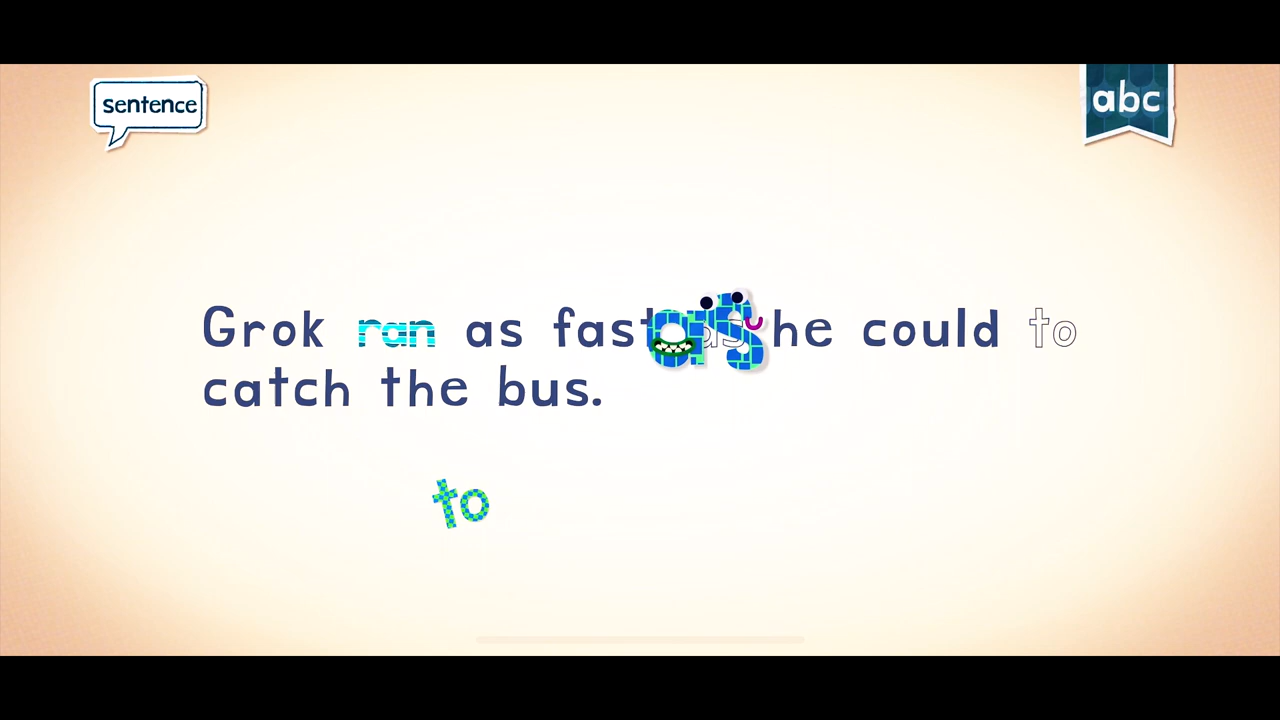 sentence
abc
Grok ran as fast as he could to
catch the bus.
to